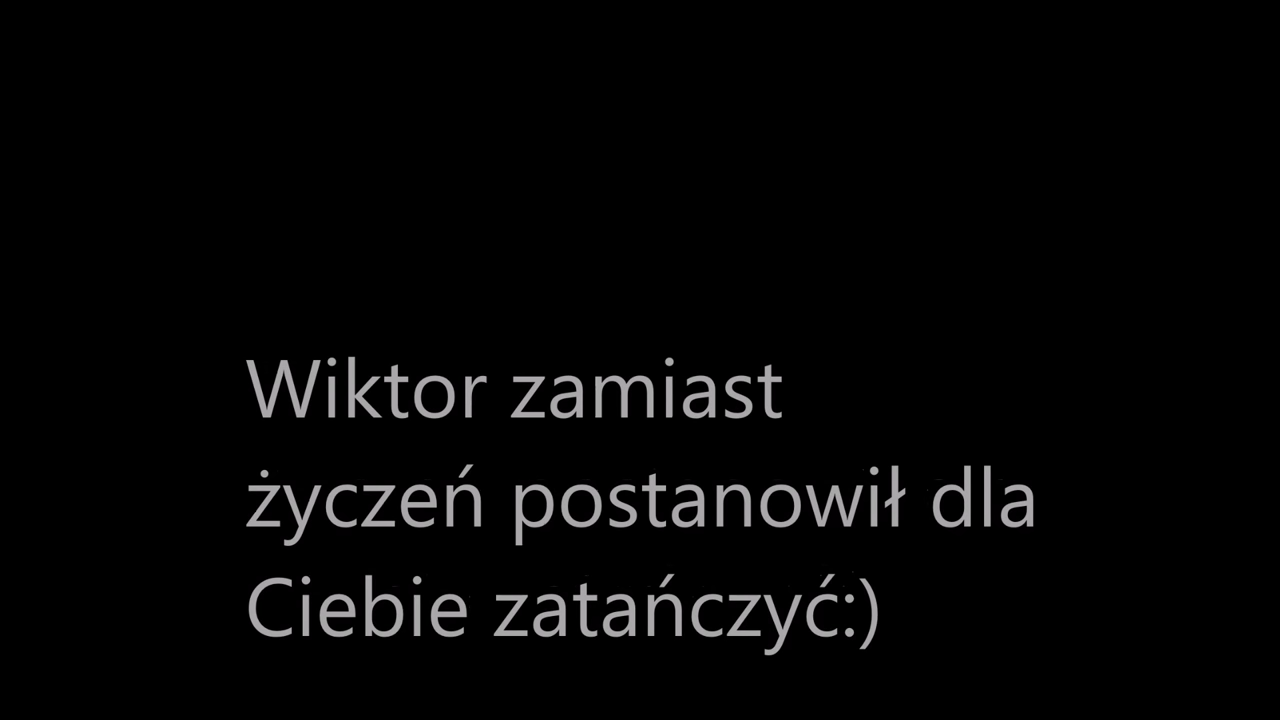 Wiktor zamiast
życzeń postanowił dla
Ciebie zatańczyć:)